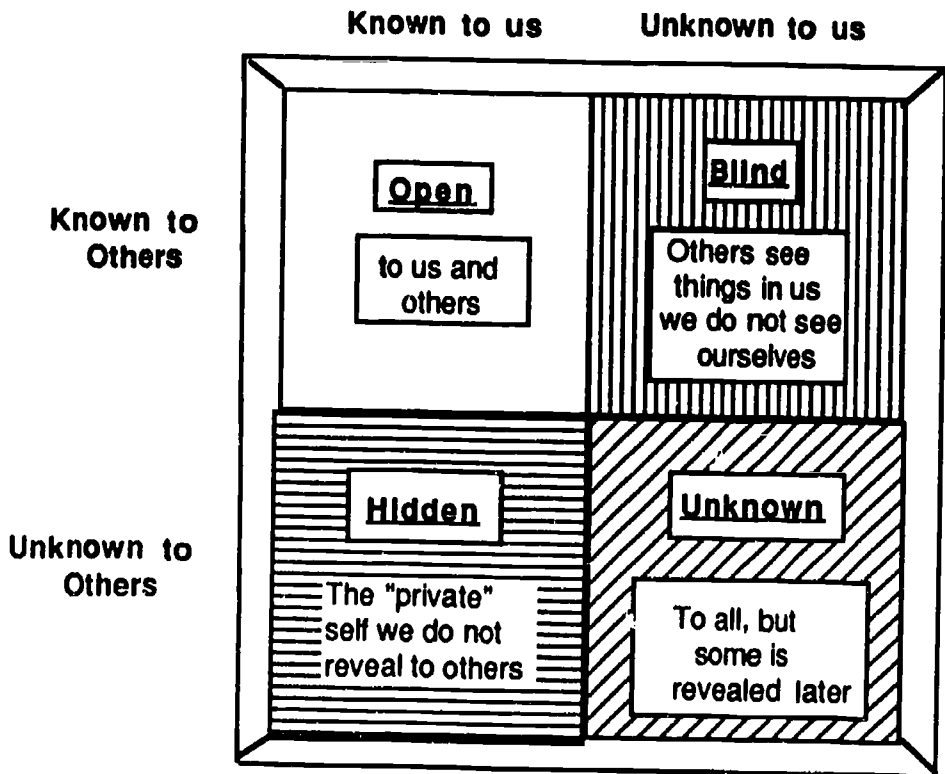 Known to us
Unknown to us
Known to
Others
Open
to us and
others
Blind
Others see
things in us
we do not see
ourselves
Unknown to
Others
Hidden
The "private"
self we do not
reveal to others
Unknown
To all, but
some is
revealed later